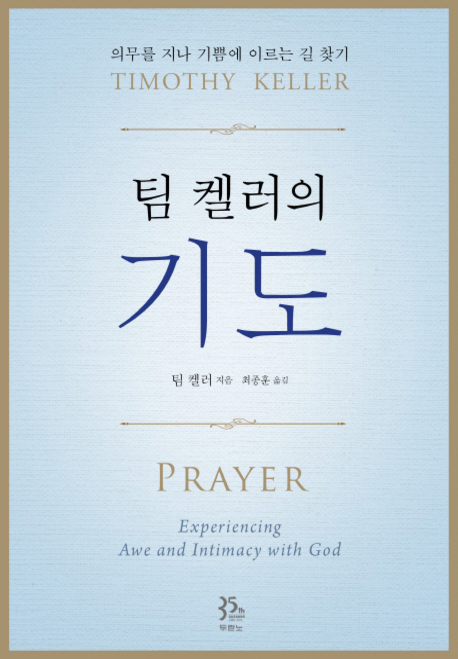 의무를 지나 기쁨에 이르는 길 찾기
TIMOTHY KELLER
팀 켈러의
기도
팀 켈러 지음 최종훈 옮김
PRAYER
Experiencing
Awe and Intimacy with God
35th
두란노